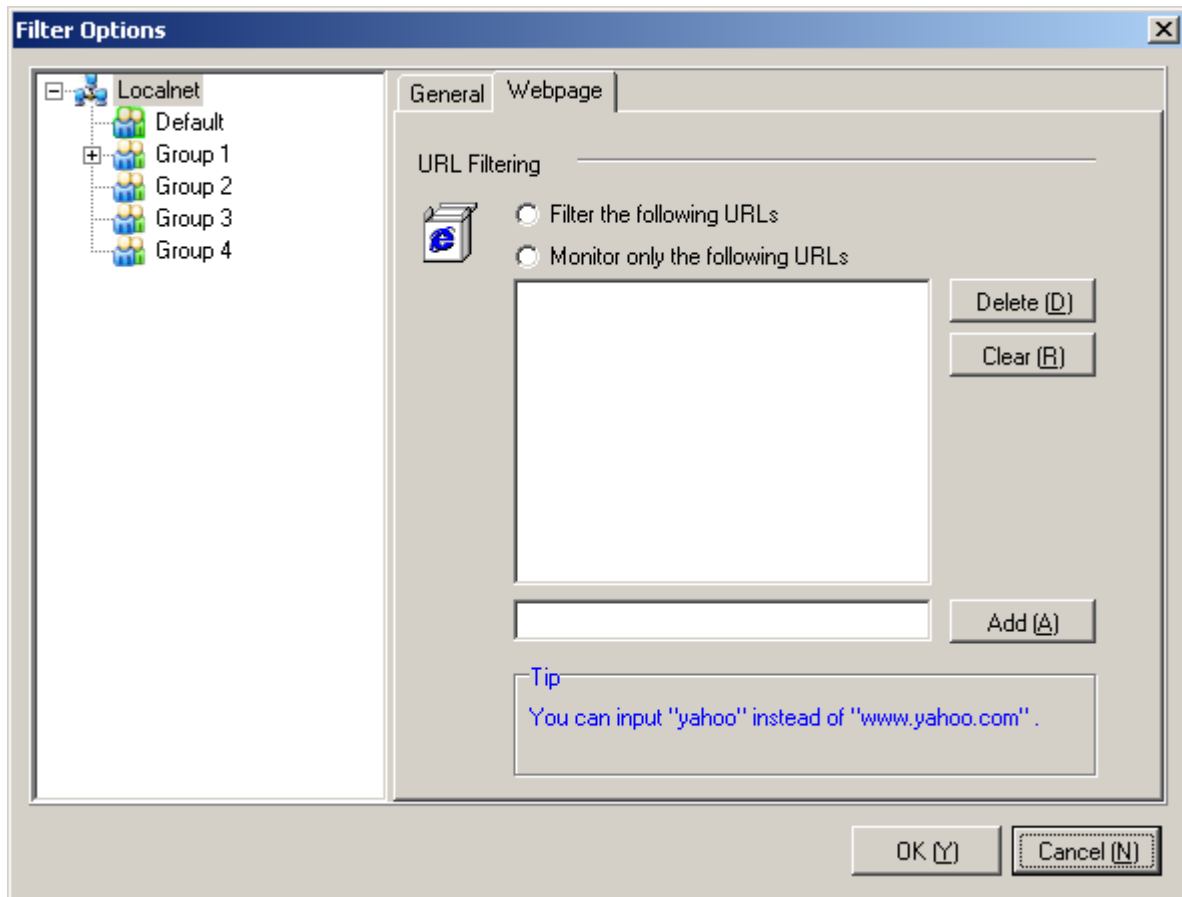 Filter Options
Localnet
Default
Group 1
Group 2
Group 3
Group 4
General
Webpage
URL Filtering
Filter the following URLs
Monitor only the following URLs
Delete (D)
Clear (R)
Add (A)
Tip
You can input "yahoo" instead of "www.yahoo.com" .
OK (Y)
Cancel (N)